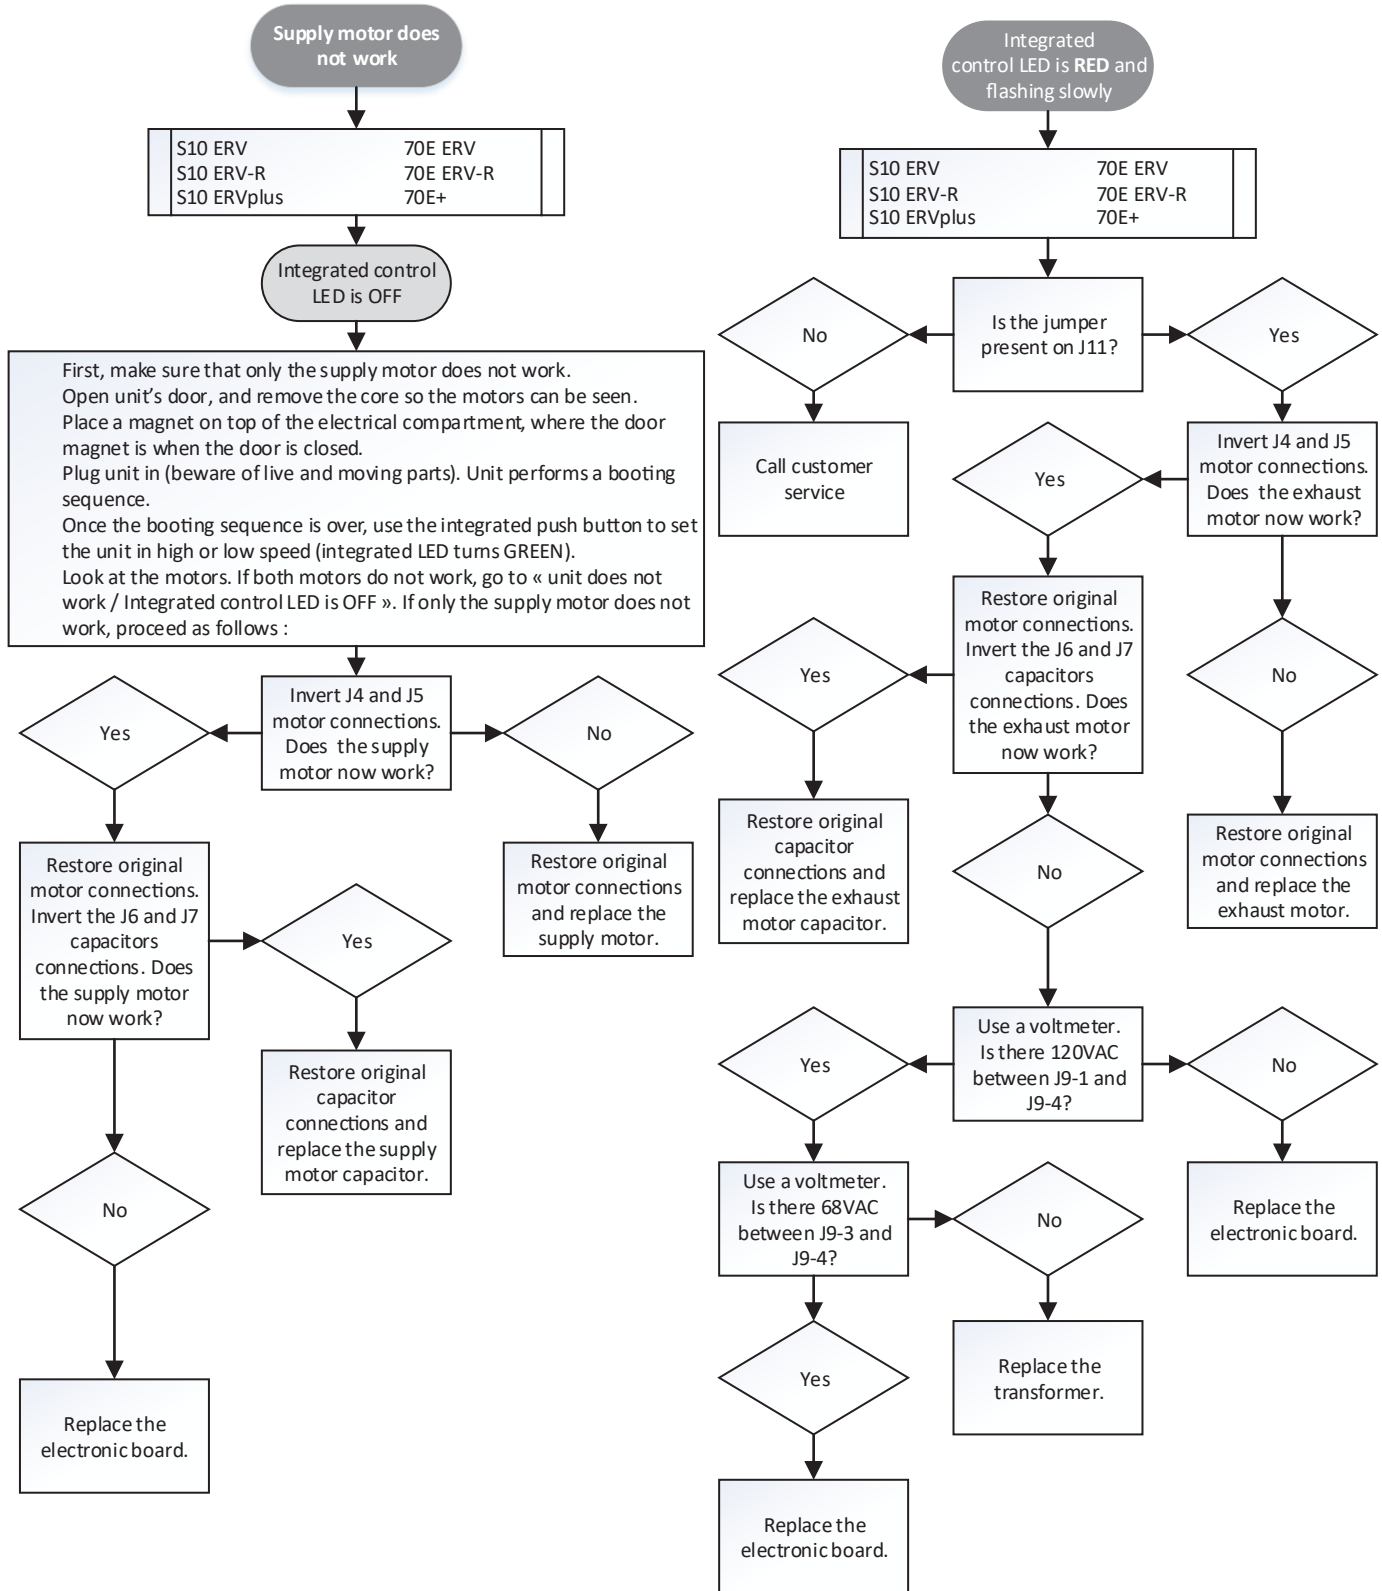 Supply motor does
not work
S10 ERV 70E ERV
S10 ERV-R 70E ERV-R
S10 ERVplus 70E+
Integrated control
LED is OFF
First, make sure that only the supply motor does not work.
Open unit's door, and remove the core so the motors can be seen.
Place a magnet on top of the electrical compartment, where the door
magnet is when the door is closed.
Plug unit in (beware of live and moving parts). Unit performs a booting
sequence.
Once the booting sequence is over, use the integrated push button to set
the unit in high or low speed (integrated LED turns GREEN).
Look at the motors. If both motors do not work, go to « unit does not
work / Integrated control LED is OFF ». If only the supply motor does not
work, proceed as follows :
Yes
Invert J4 and J5
motor connections.
Does the supply
motor now work?
No
Restore original
motor connections.
Invert the J6 and J7
capacitors
connections. Does
the supply motor
now work?
Yes
Restore original
motor connections
and replace the
supply motor.
Restore original
capacitor
connections and
replace the supply
motor capacitor.
No
Replace the
electronic board.
Integrated
control LED is RED and
flashing slowly
S10 ERV 70E ERV
S10 ERV-R 70E ERV-R
S10 ERVplus 70E+
No
Is the jumper
present on J11?
Yes
Call customer
service
Yes
Invert J4 and J5
motor connections.
Does the exhaust
motor now work?
Yes
Restore original
motor connections.
Invert the J6 and J7
capacitors
connections. Does
the exhaust motor
now work?
No
Restore original
capacitor
connections and
replace the exhaust
motor capacitor.
No
Restore original
motor connections
and replace the
exhaust motor.
Yes
Use a voltmeter.
Is there 120VAC
between J9-1 and
J9-4?
No
Use a voltmeter.
Is there 68VAC
between J9-3 and
J9-4?
No
Replace the
electronic board.
Yes
Replace the
transformer.
Replace the
electronic board.